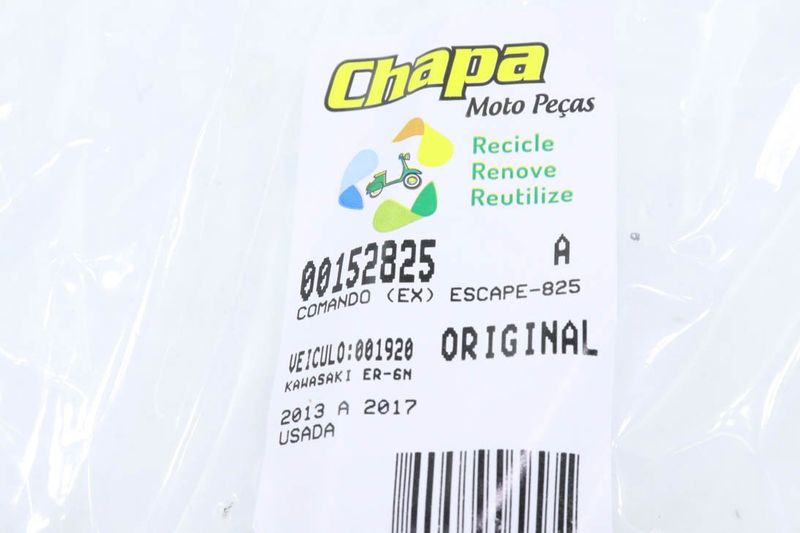 Chapa
Moto Peças
Recicle
Renove
Reutilize
00152825 A
COMANDO (EX) ESCAPE-825
VEICULO:001920 ORIGINAL
KAWASAKI ER-6N
2013 A 2017
USADA